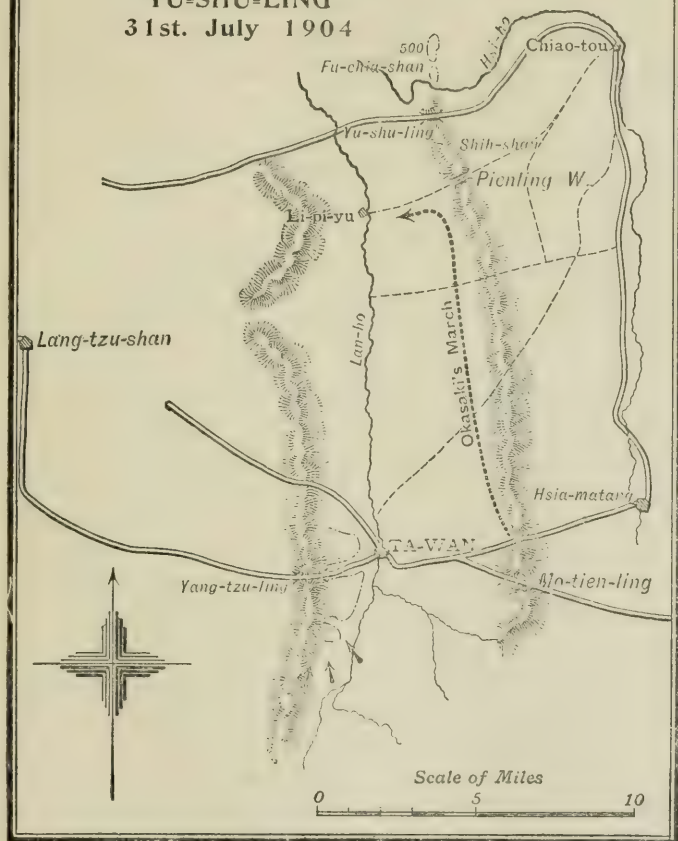 YU=SHU=LING
31st. July 1904
500
Fu-chia-shan
Hsi-ho
Chiao-tou
Yu-shu-ling
Shih-shan
Pienling W.
Li-pi-yu
Okasaki's March
Lan-ho
Lang-tzu-shan
Hsia-matang
TA-WAN
Yang-tzu-ling
Mo-tien-ling
Scale of Miles
0 5 10